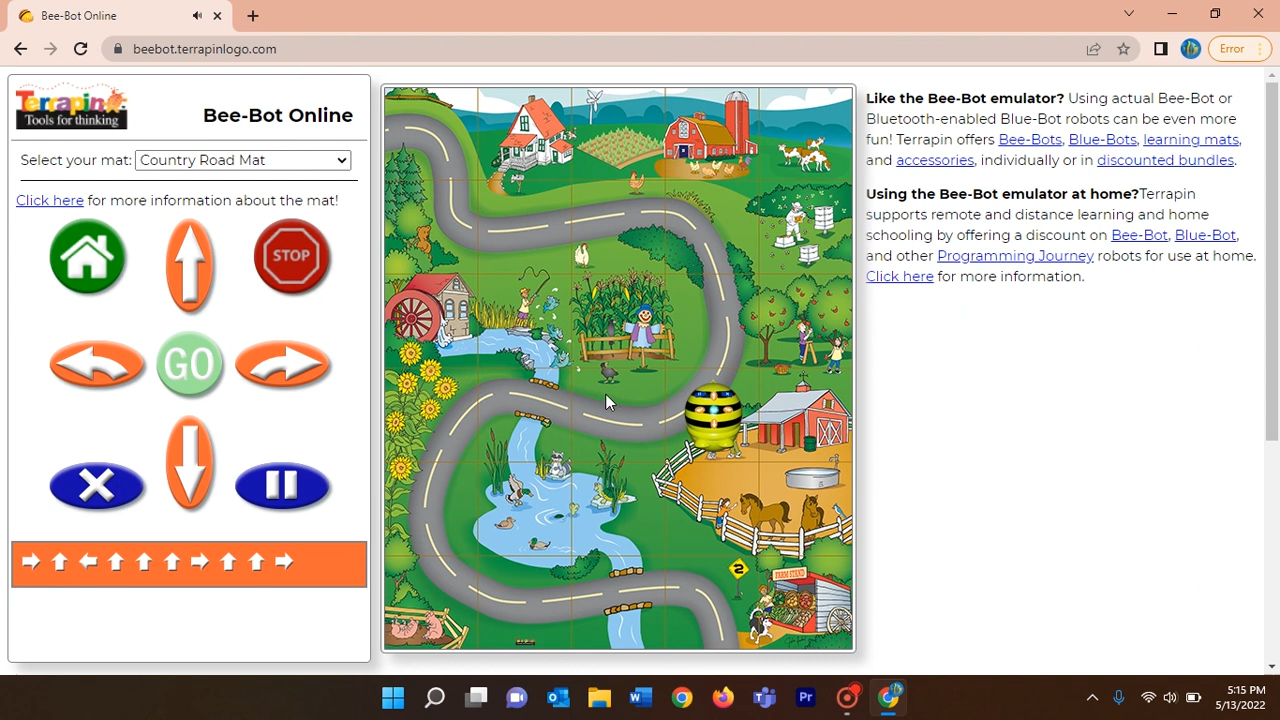 Bee-Bot Online
beebot.terrapinlogo.com
Error
Terrapin
Tools for thinking
Bee-Bot Online
Select your mat: Country Road Mat
Click here for more information about the mat!
STOP
GO
FARM STAND
2
Like the Bee-Bot emulator? Using actual Bee-Bot or
Bluetooth-enabled Blue-Bot robots can be even more
fun! Terrapin offers Bee-Bots, Blue-Bots, learning mats,
and accessories, individually or in discounted bundles.
Using the Bee-Bot emulator at home?Terrapin
supports remote and distance learning and home
schooling by offering a discount on Bee-Bot, Blue-Bot,
and other Programming Journey robots for use at home.
Click here for more information.
5:15 PM
5/13/2022